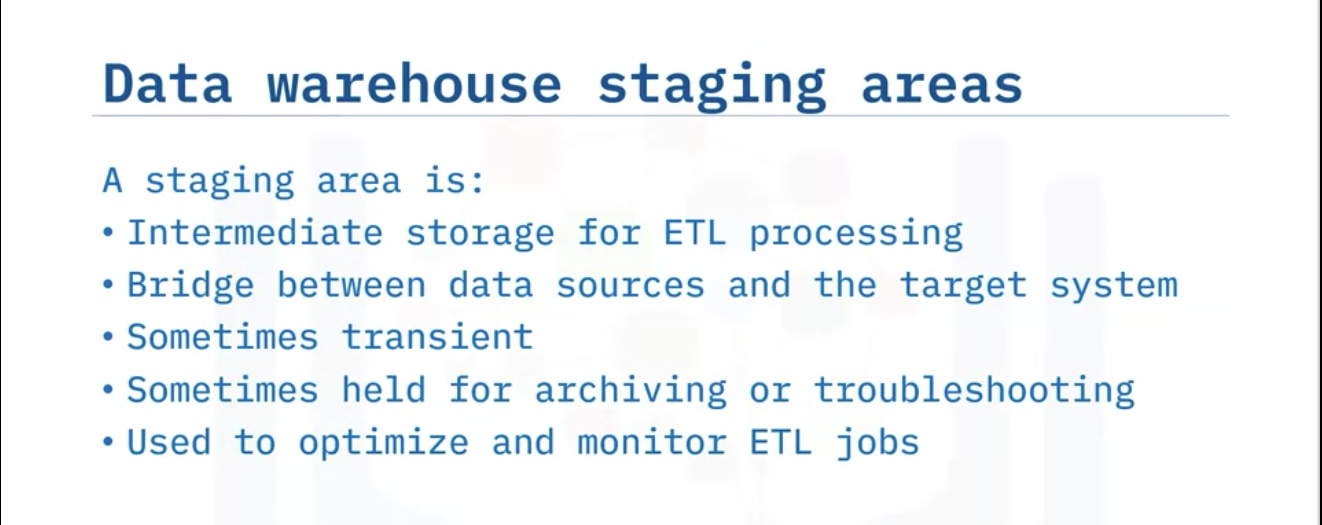 Data warehouse staging areas
A staging area is:
• Intermediate storage for ETL processing
• Bridge between data sources and the target system
• Sometimes transient
• Sometimes held for archiving or troubleshooting
• Used to optimize and monitor ETL jobs